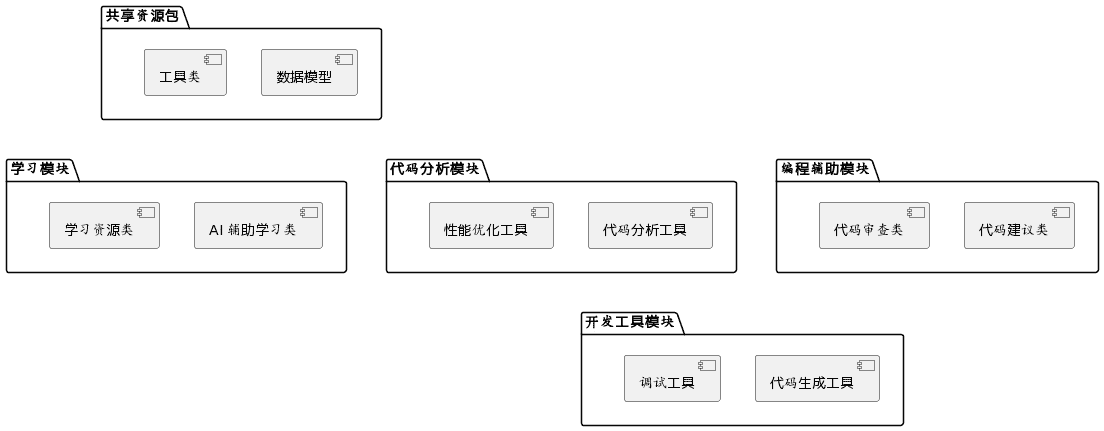 共享资源包
工具类
数据模型
学习模块
学习资源类
AI 辅助学习类
代码分析模块
性能优化工具
代码分析工具
编程辅助模块
代码审查类
代码建议类
开发工具模块
调试工具
代码生成工具